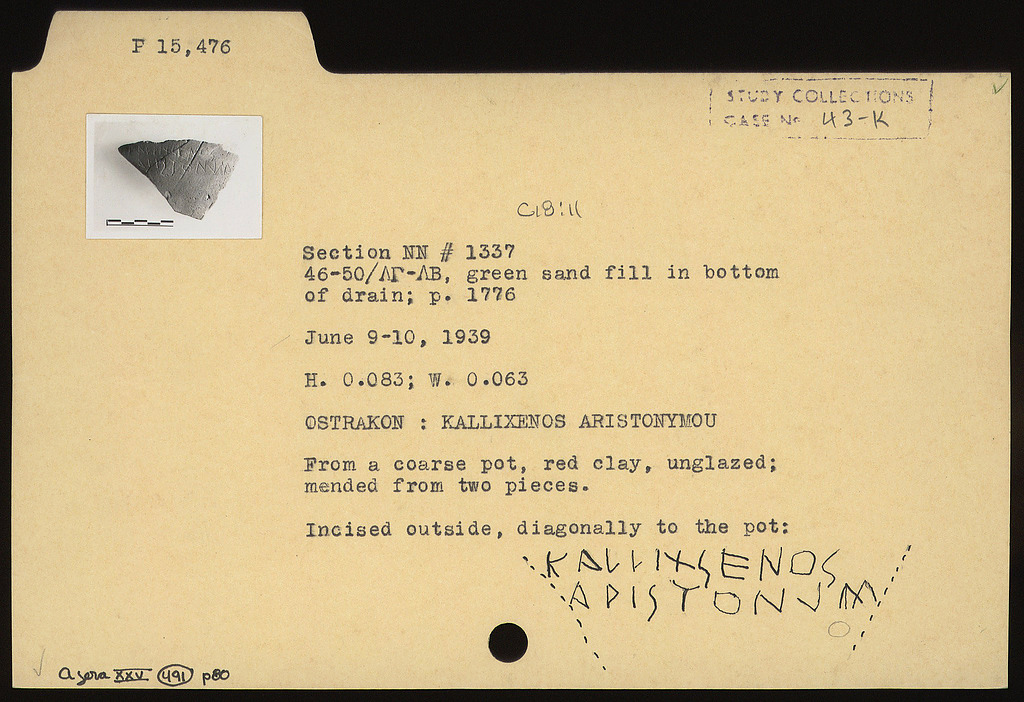 P 15,476
STUDY COLLECTIONS
CASE No 43-K
C18:11
Section NN # 1337
46-50/ΛΓ-ΛΒ, green sand fill in bottom
of drain; p. 1776
June 9-10, 1939
H. 0.083; W. 0.063
OSTRAKON : KALLIXENOS ARISTONYMOU
From a coarse pot, red clay, unglazed;
mended from two pieces.
Incised outside, diagonally to the pot:
KALLIXSENOS
ARISTONYM
O
Agora XXV 491 p80